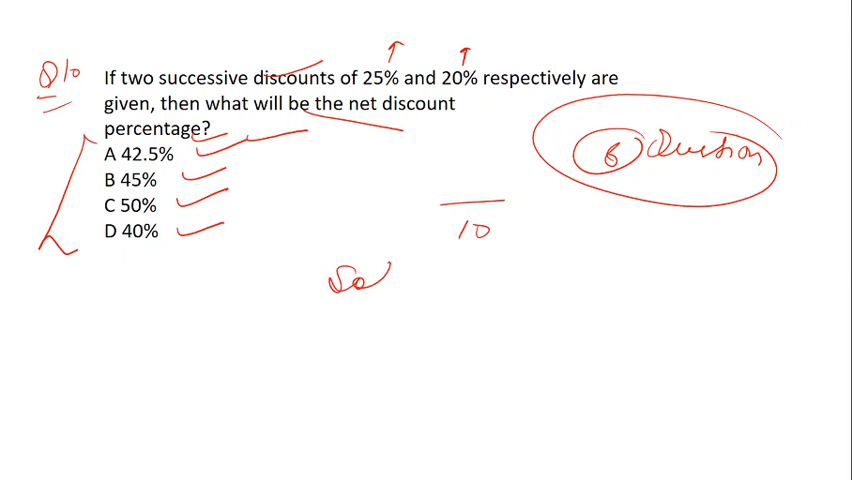 Q10
If two successive discounts of 25% and 20% respectively are
given, then what will be the net discount
percentage?
A 42.5%
B 45%
C 50%
D 40%
6 Question
10
So